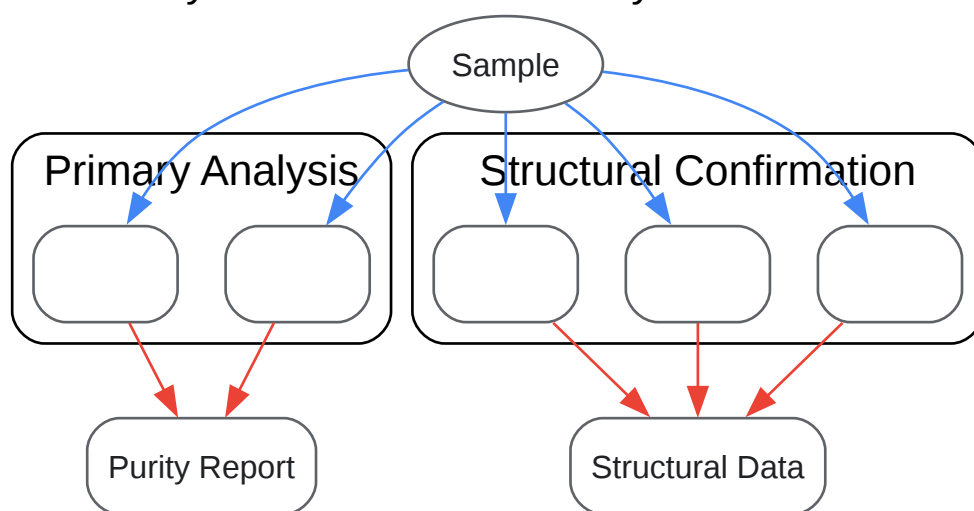 Sample
Primary Analysis
Structural Confirmation
Purity Report
Structural Data